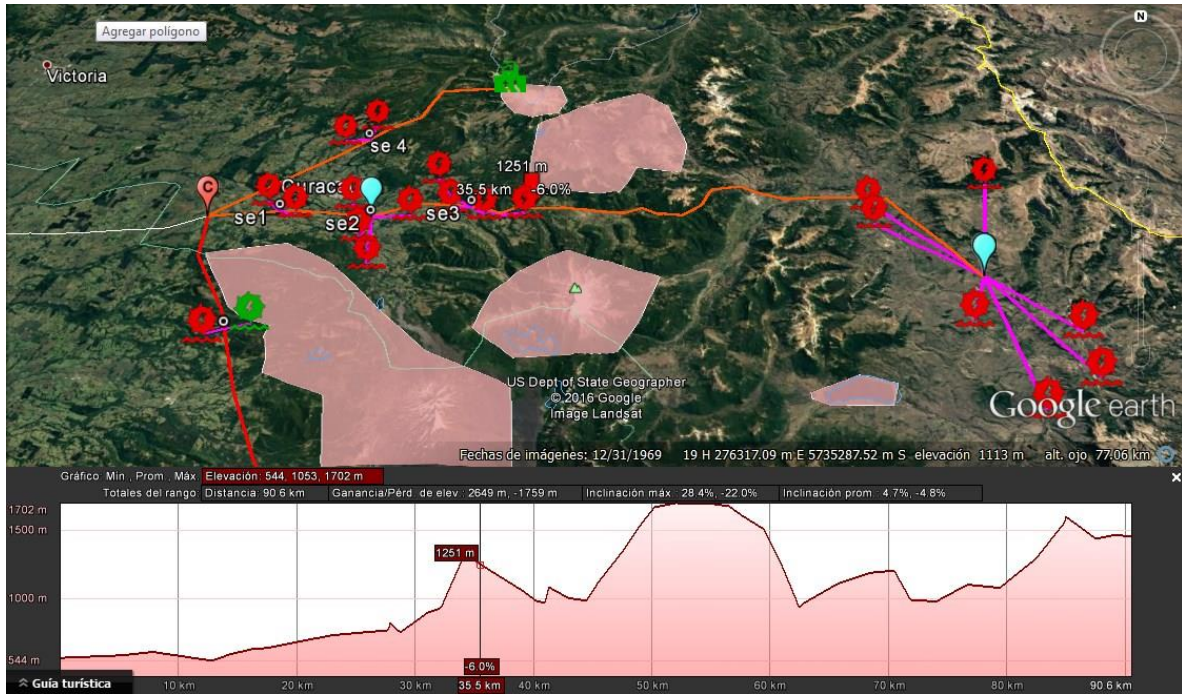 Agregar polígono
N
Victoria
se 4
1251 m
Curac
35.5 km -6.0%
C
se1
se2
se3
US Dept of State Geographer
© 2016 Google
Image Landsat
Google earth
Fechas de imágenes: 12/31/1969 19 H 276317.09 m E 5735287.52 m S elevación 1113 m alt. ojo 77.06 km
Gráfico Mín., Prom., Máx Elevación: 544, 1053, 1702 m
Totales del rango Distancia: 90.6 km Ganancia/Pérd. de elev.: 2649 m, -1759 m Inclinación máx.: 28.4%, -22.0% Inclinación prom.: 4.7%, -4.8%
1702 m
1500 m
1251 m
1000 m
544 m
-6.0%
Guía turística
10 km 20 km 30 km 35.5 km 40 km 50 km 60 km 70 km 80 km 90.6 km